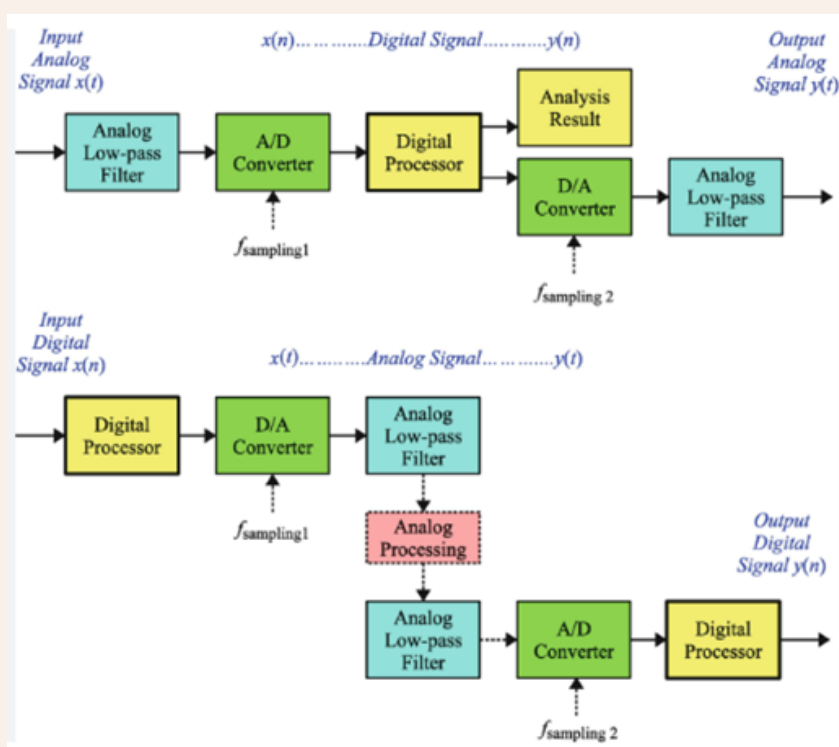 Input
Analog
Signal x(t)
x(n)... ... ... ...Digital Signal... ... ...y(n)
Output
Analog
Signal y(t)
Analog
Low-pass
Filter
A/D
Converter
Digital
Processor
Analysis
Result
D/A
Converter
Analog
Low-pass
Filter
fsampling1
fsampling 2
Input
Digital
Signal x(n)
x(t)... ... ... ...Analog Signal... ... ... ...y(t)
Digital
Processor
D/A
Converter
Analog
Low-pass
Filter
fsampling1
Analog
Processing
Output
Digital
Signal y(n)
Analog
Low-pass
Filter
A/D
Converter
Digital
Processor
fsampling 2